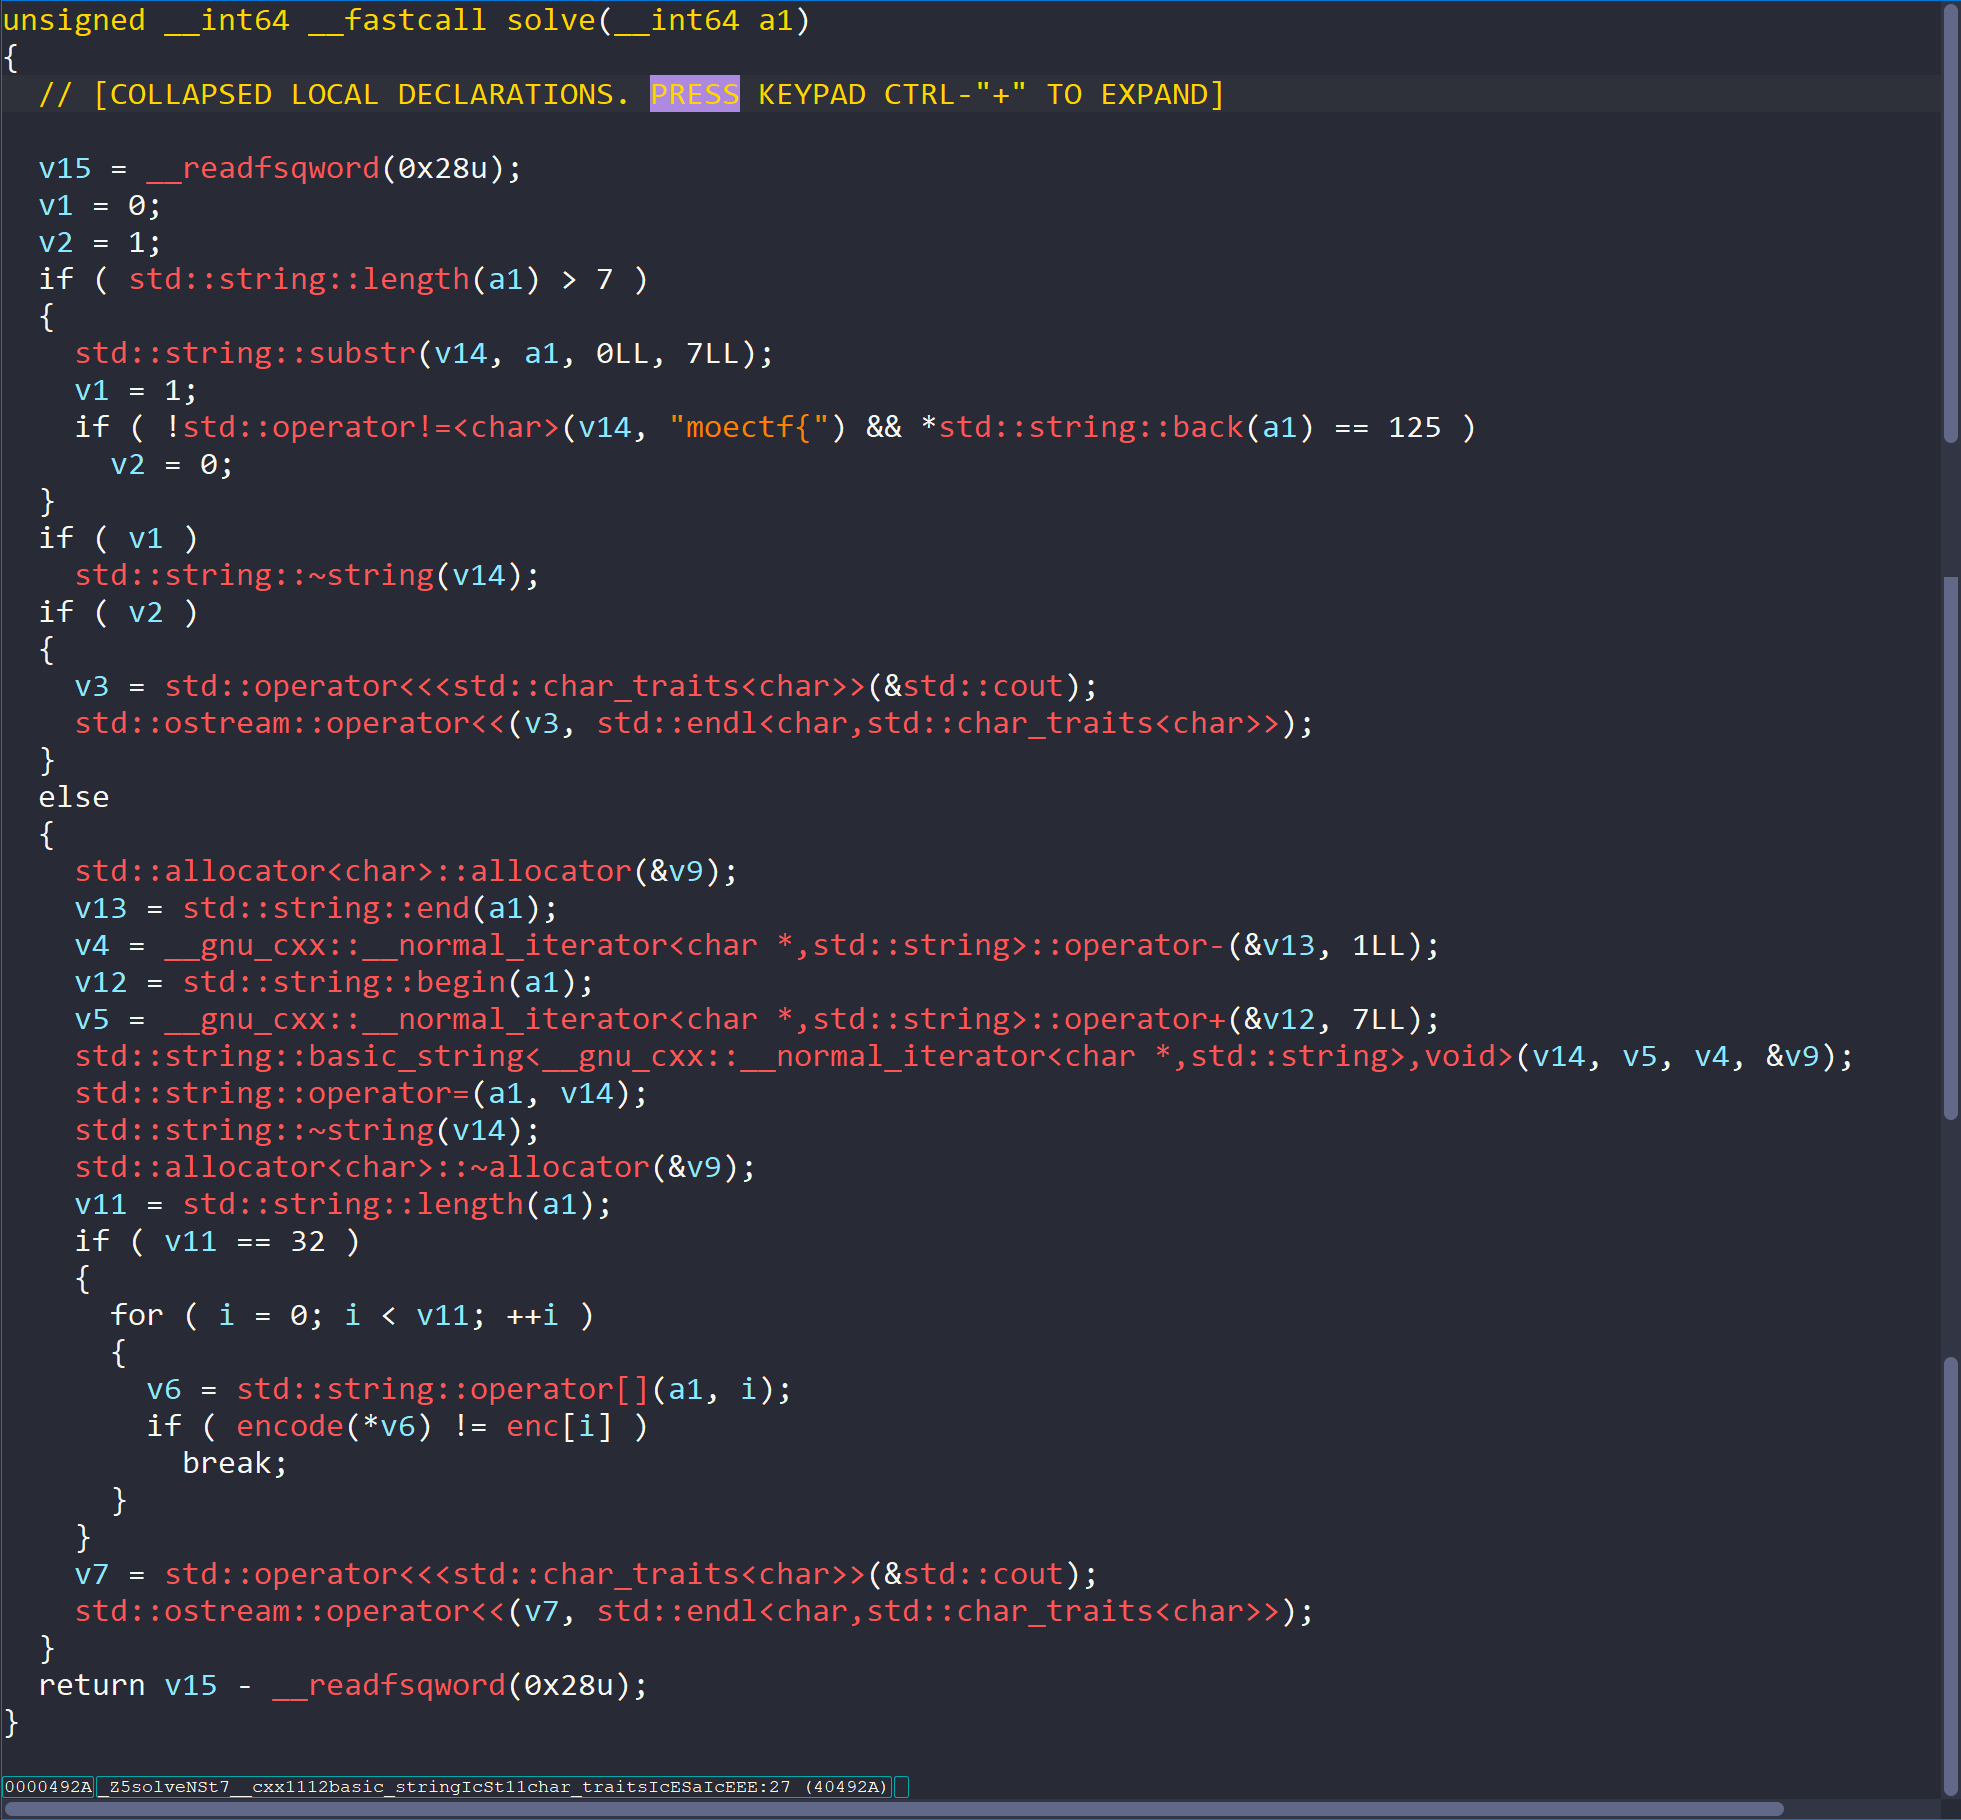 unsigned __int64 __fastcall solve(__int64 a1)
{
  // [COLLAPSED LOCAL DECLARATIONS. PRESS KEYPAD CTRL-"+" TO EXPAND]

  v15 = __readfsqword(0x28u);
  v1 = 0;
  v2 = 1;
  if ( std::string::length(a1) > 7 )
  {
    std::string::substr(v14, a1, 0LL, 7LL);
    v1 = 1;
    if ( !std::operator!=<char>(v14, "moectf{") && *std::string::back(a1) == 125 )
      v2 = 0;
  }
  if ( v1 )
    std::string::~string(v14);
  if ( v2 )
  {
    v3 = std::operator<<<std::char_traits<char>>(&std::cout);
    std::ostream::operator<<(v3, std::endl<char,std::char_traits<char>>);
  }
  else
  {
    std::allocator<char>::allocator(&v9);
    v13 = std::string::end(a1);
    v4 = __gnu_cxx::__normal_iterator<char *,std::string>::operator-(&v13, 1LL);
    v12 = std::string::begin(a1);
    v5 = __gnu_cxx::__normal_iterator<char *,std::string>::operator+(&v12, 7LL);
    std::string::basic_string<__gnu_cxx::__normal_iterator<char *,std::string>,void>(v14, v5, v4, &v9);
    std::string::operator=(a1, v14);
    std::string::~string(v14);
    std::allocator<char>::~allocator(&v9);
    v11 = std::string::length(a1);
    if ( v11 == 32 )
    {
      for ( i = 0; i < v11; ++i )
      {
        v6 = std::string::operator[](a1, i);
        if ( encode(*v6) != enc[i] )
          break;
      }
    }
    v7 = std::operator<<<std::char_traits<char>>(&std::cout);
    std::ostream::operator<<(v7, std::endl<char,std::char_traits<char>>);
  }
  return v15 - __readfsqword(0x28u);
}
0000492A _Z5solveNSt7__cxx1112basic_stringIcSt11char_traitsIcESaIcEEE:27 (40492A)